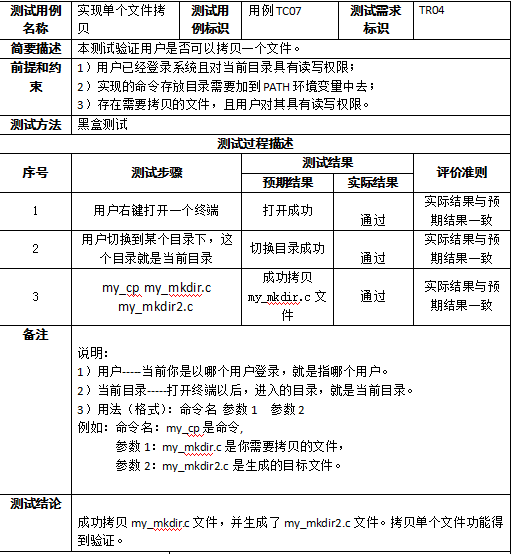 测试用例名称 实现单个文件拷贝 测试用例标识 用例 TC07 测试需求标识 TR04
简要描述 本测试验证用户是否可以拷贝一个文件。
前提和约束 1）用户已经登录系统且对当前目录具有读写权限；
2）实现的命令存放目录需要加到 PATH 环境变量中去；
3）存在需要拷贝的文件，且用户对其具有读写权限。
测试方法 黑盒测试
测试过程描述
序号 测试步骤 测试结果 评价准则
预期结果 实际结果
1 用户右键打开一个终端 打开成功 通过 实际结果与预期结果一致
2 用户切换到某个目录下，这个目录就是当前目录 切换目录成功 通过 实际结果与预期结果一致
3 my_cp my_mkdir.c my_mkdir2.c 成功拷贝 my_mkdir.c 文件 通过 实际结果与预期结果一致
备注
说明：
1）用户-----当前你是以哪个用户登录，就是指哪个用户。
2）当前目录-----打开终端以后，进入的目录，就是当前目录。
3）用法（格式）：命令名 参数 1 参数 2
例如：命令名：my_cp 是命令,
参数 1：my_mkdir.c 是你需要拷贝的文件，
参数 2：my_mkdir2.c 是生成的目标文件。
测试结论
成功拷贝 my_mkdir.c 文件，并生成了 my_mkdir2.c 文件。拷贝单个文件功能得
到验证。